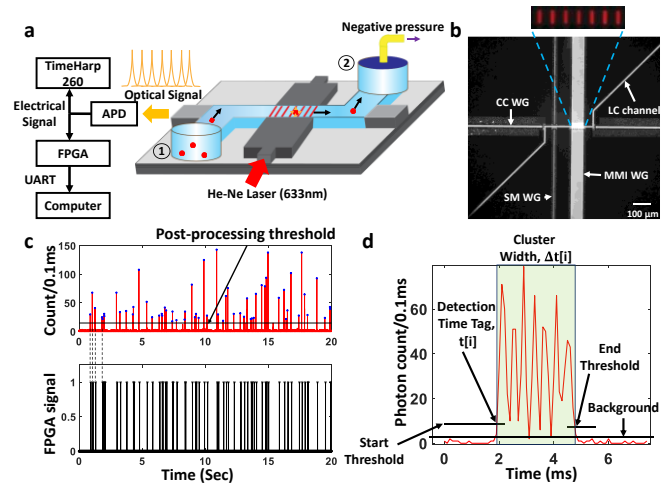 a
TimeHarp
260
Electrical
Signal
APD
Optical Signal
FPGA
UART
Computer
Negative pressure
①
②
He-Ne Laser (633nm)
b
CC WG
LC channel
SM WG
MMI WG
100 μm
c
Post-processing threshold
Count/0.1ms
150
100
50
0
0 5 10 15 20
FPGA signal
1
0.5
0
0 5 10 15 20
Time (Sec)
d
Cluster
Width, Δt[i]
Detection
Time Tag,
t[i]
End
Threshold
Background
Start
Threshold
Photon count/0.1ms
60
40
20
0
0 2 4 6
Time (ms)